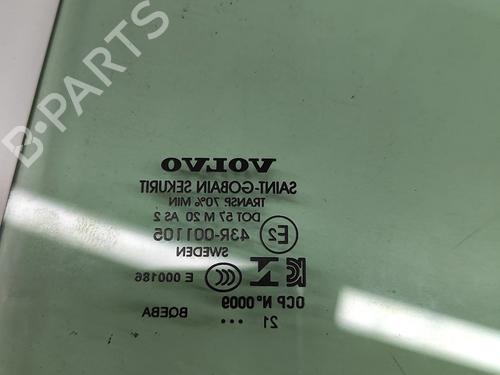 VOLVO
SAINT-GOBAIN SEKURIT
TRANSP 70% MIN
DOT 57 M 20 AS 2
E2 43R-001105
SWEDEN
E 000186
OCP N° 0009
BQEBA
21 ...
B-PARTS